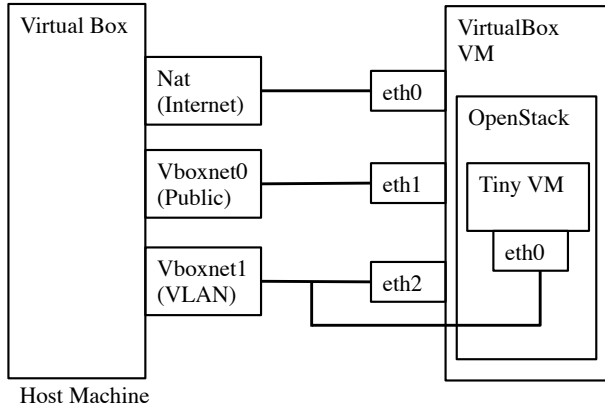 Virtual Box
Nat
(Internet)
eth0
VirtualBox
VM
OpenStack
Vboxnet0
(Public)
eth1
Tiny VM
eth0
Vboxnet1
(VLAN)
eth2
Host Machine